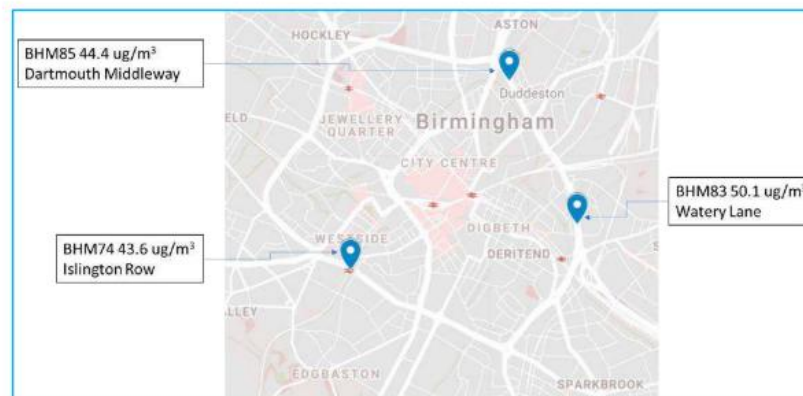 ASTON
HOCKLEY
BHM85 44.4 ug/m³
Dartmouth Middleway
Duddeston
JEWELLERY
QUARTER
Birmingham
CITY CENTRE
BHM83 50.1 ug/m³
Watery Lane
DIGBETH
WESTSIDE
BHM74 43.6 ug/m³
Islington Row
DERITEND
EDGBASTON
SPARKBROOK